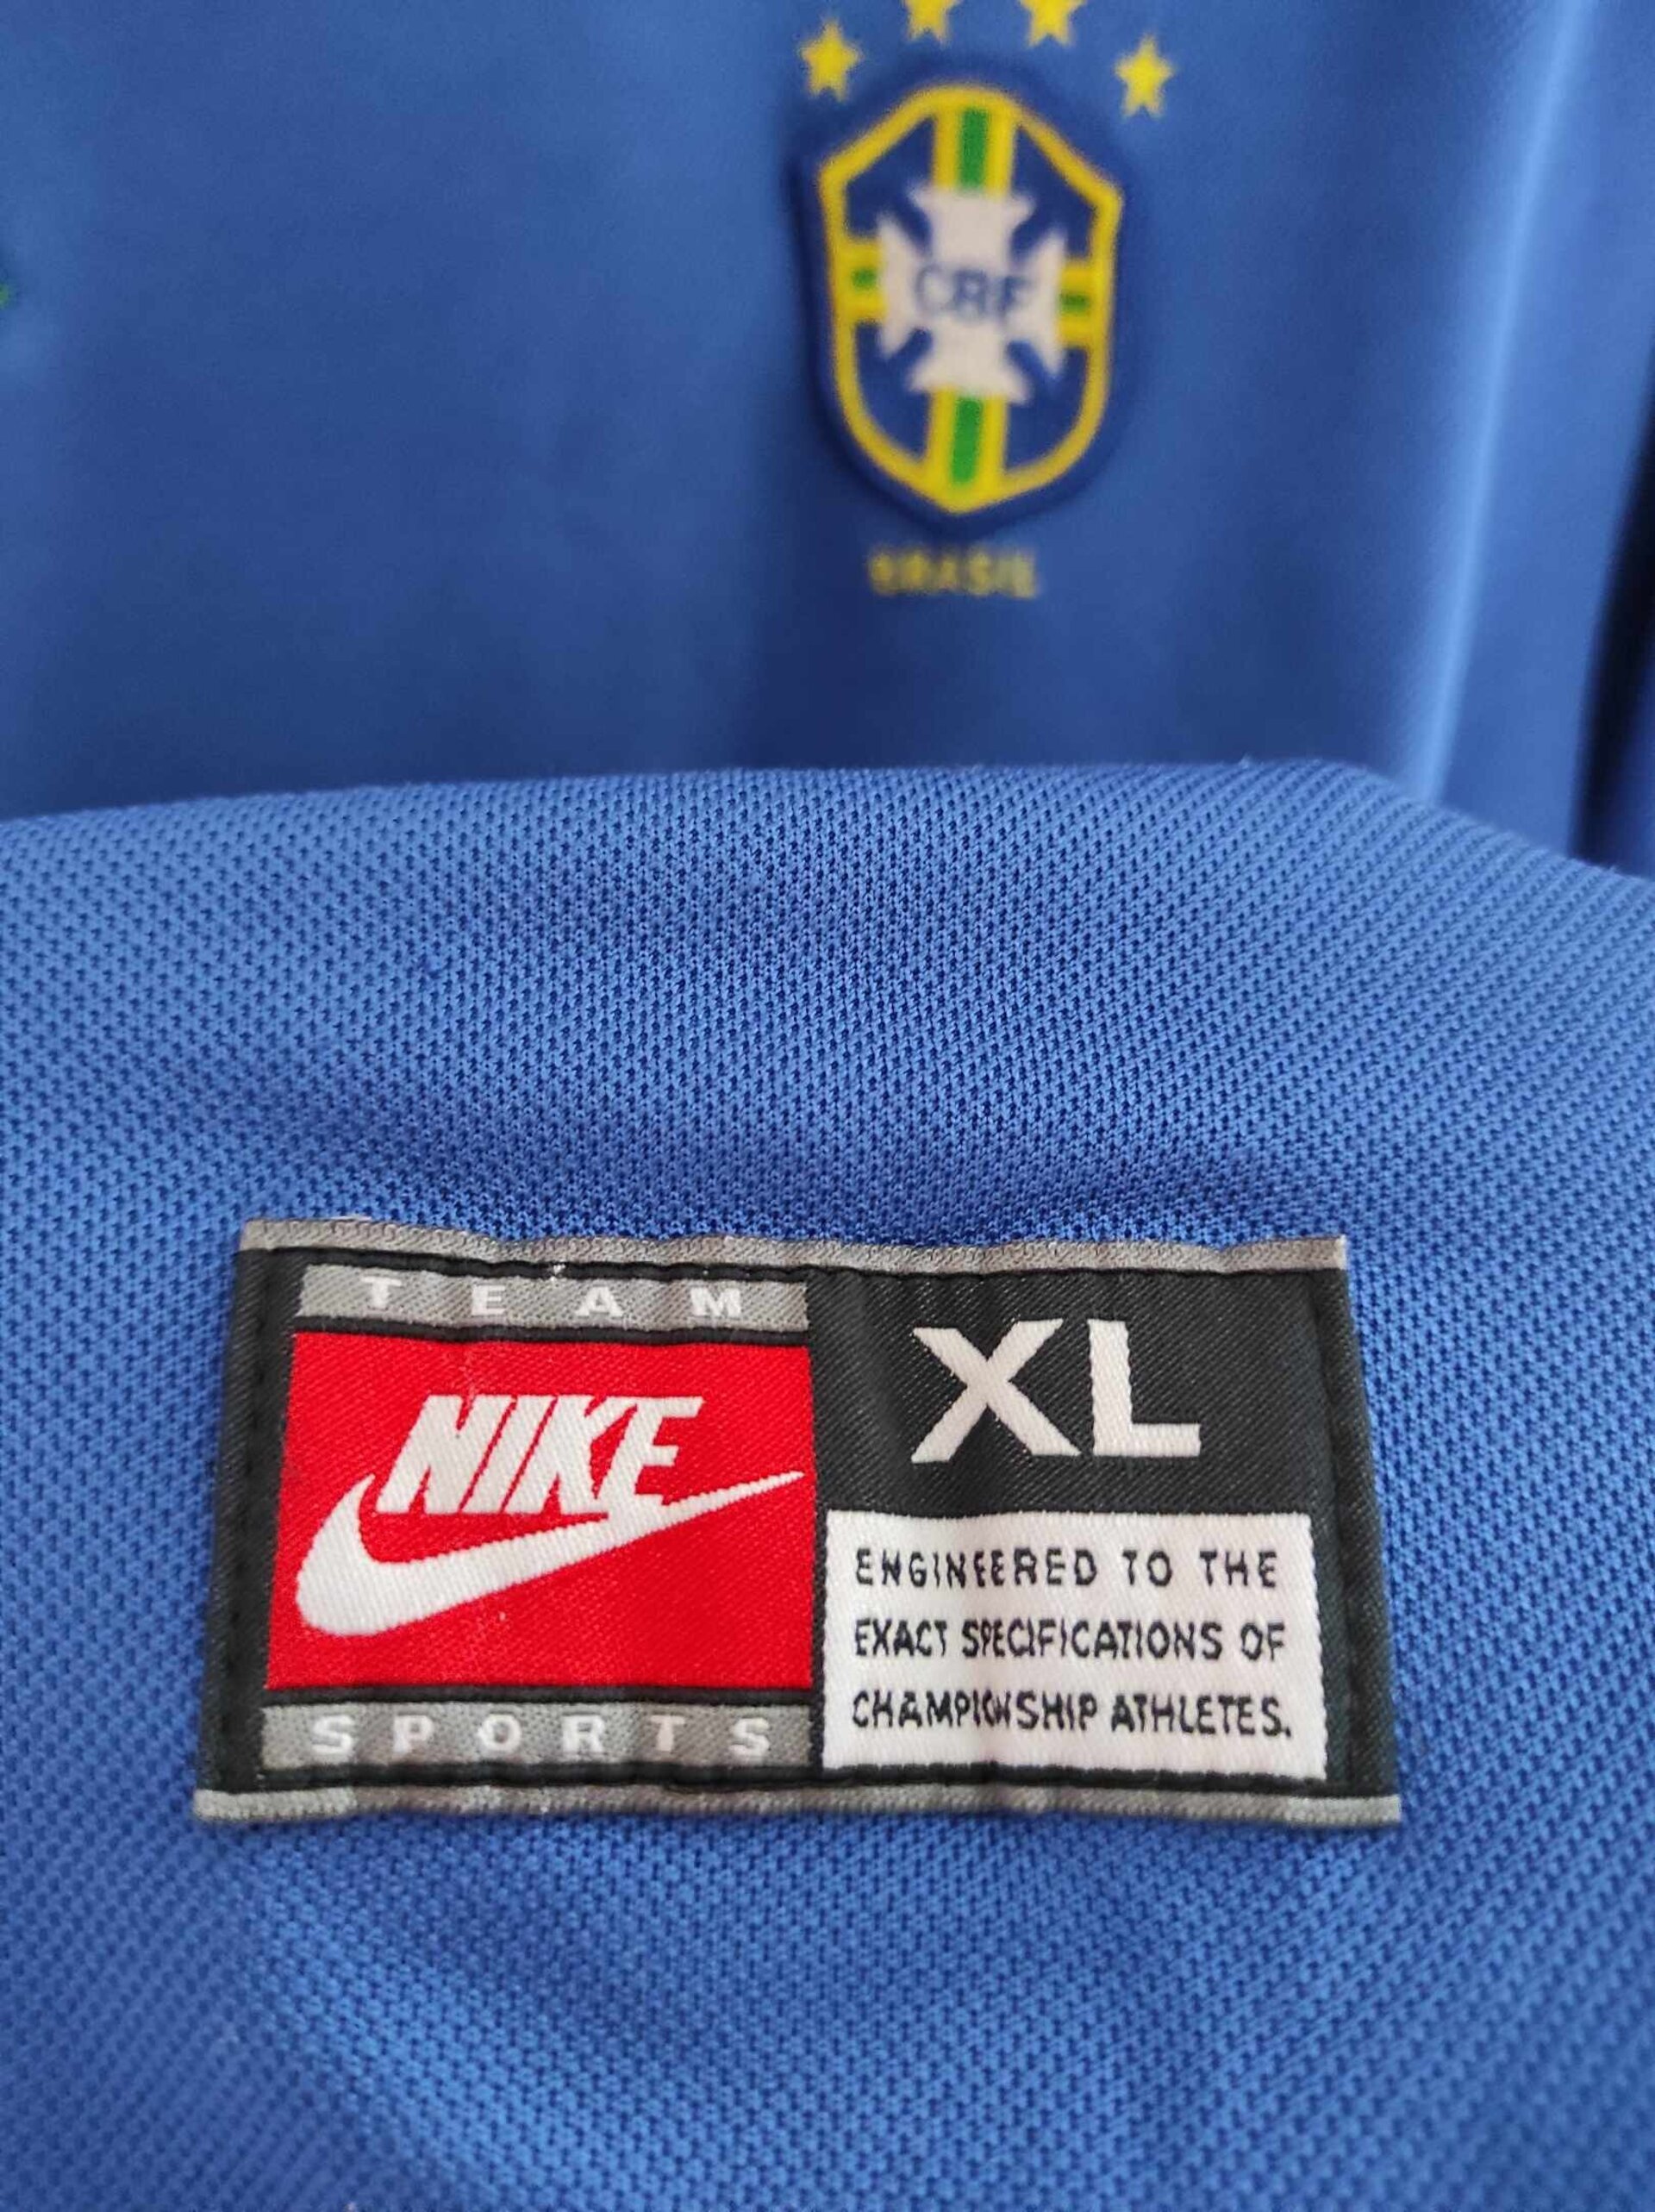 CBF
BRASIL
TEAM
NIKE
SPORTS
XL
ENGINEERED TO THE
EXACT SPECIFICATIONS OF
CHAMPIONSHIP ATHLETES.